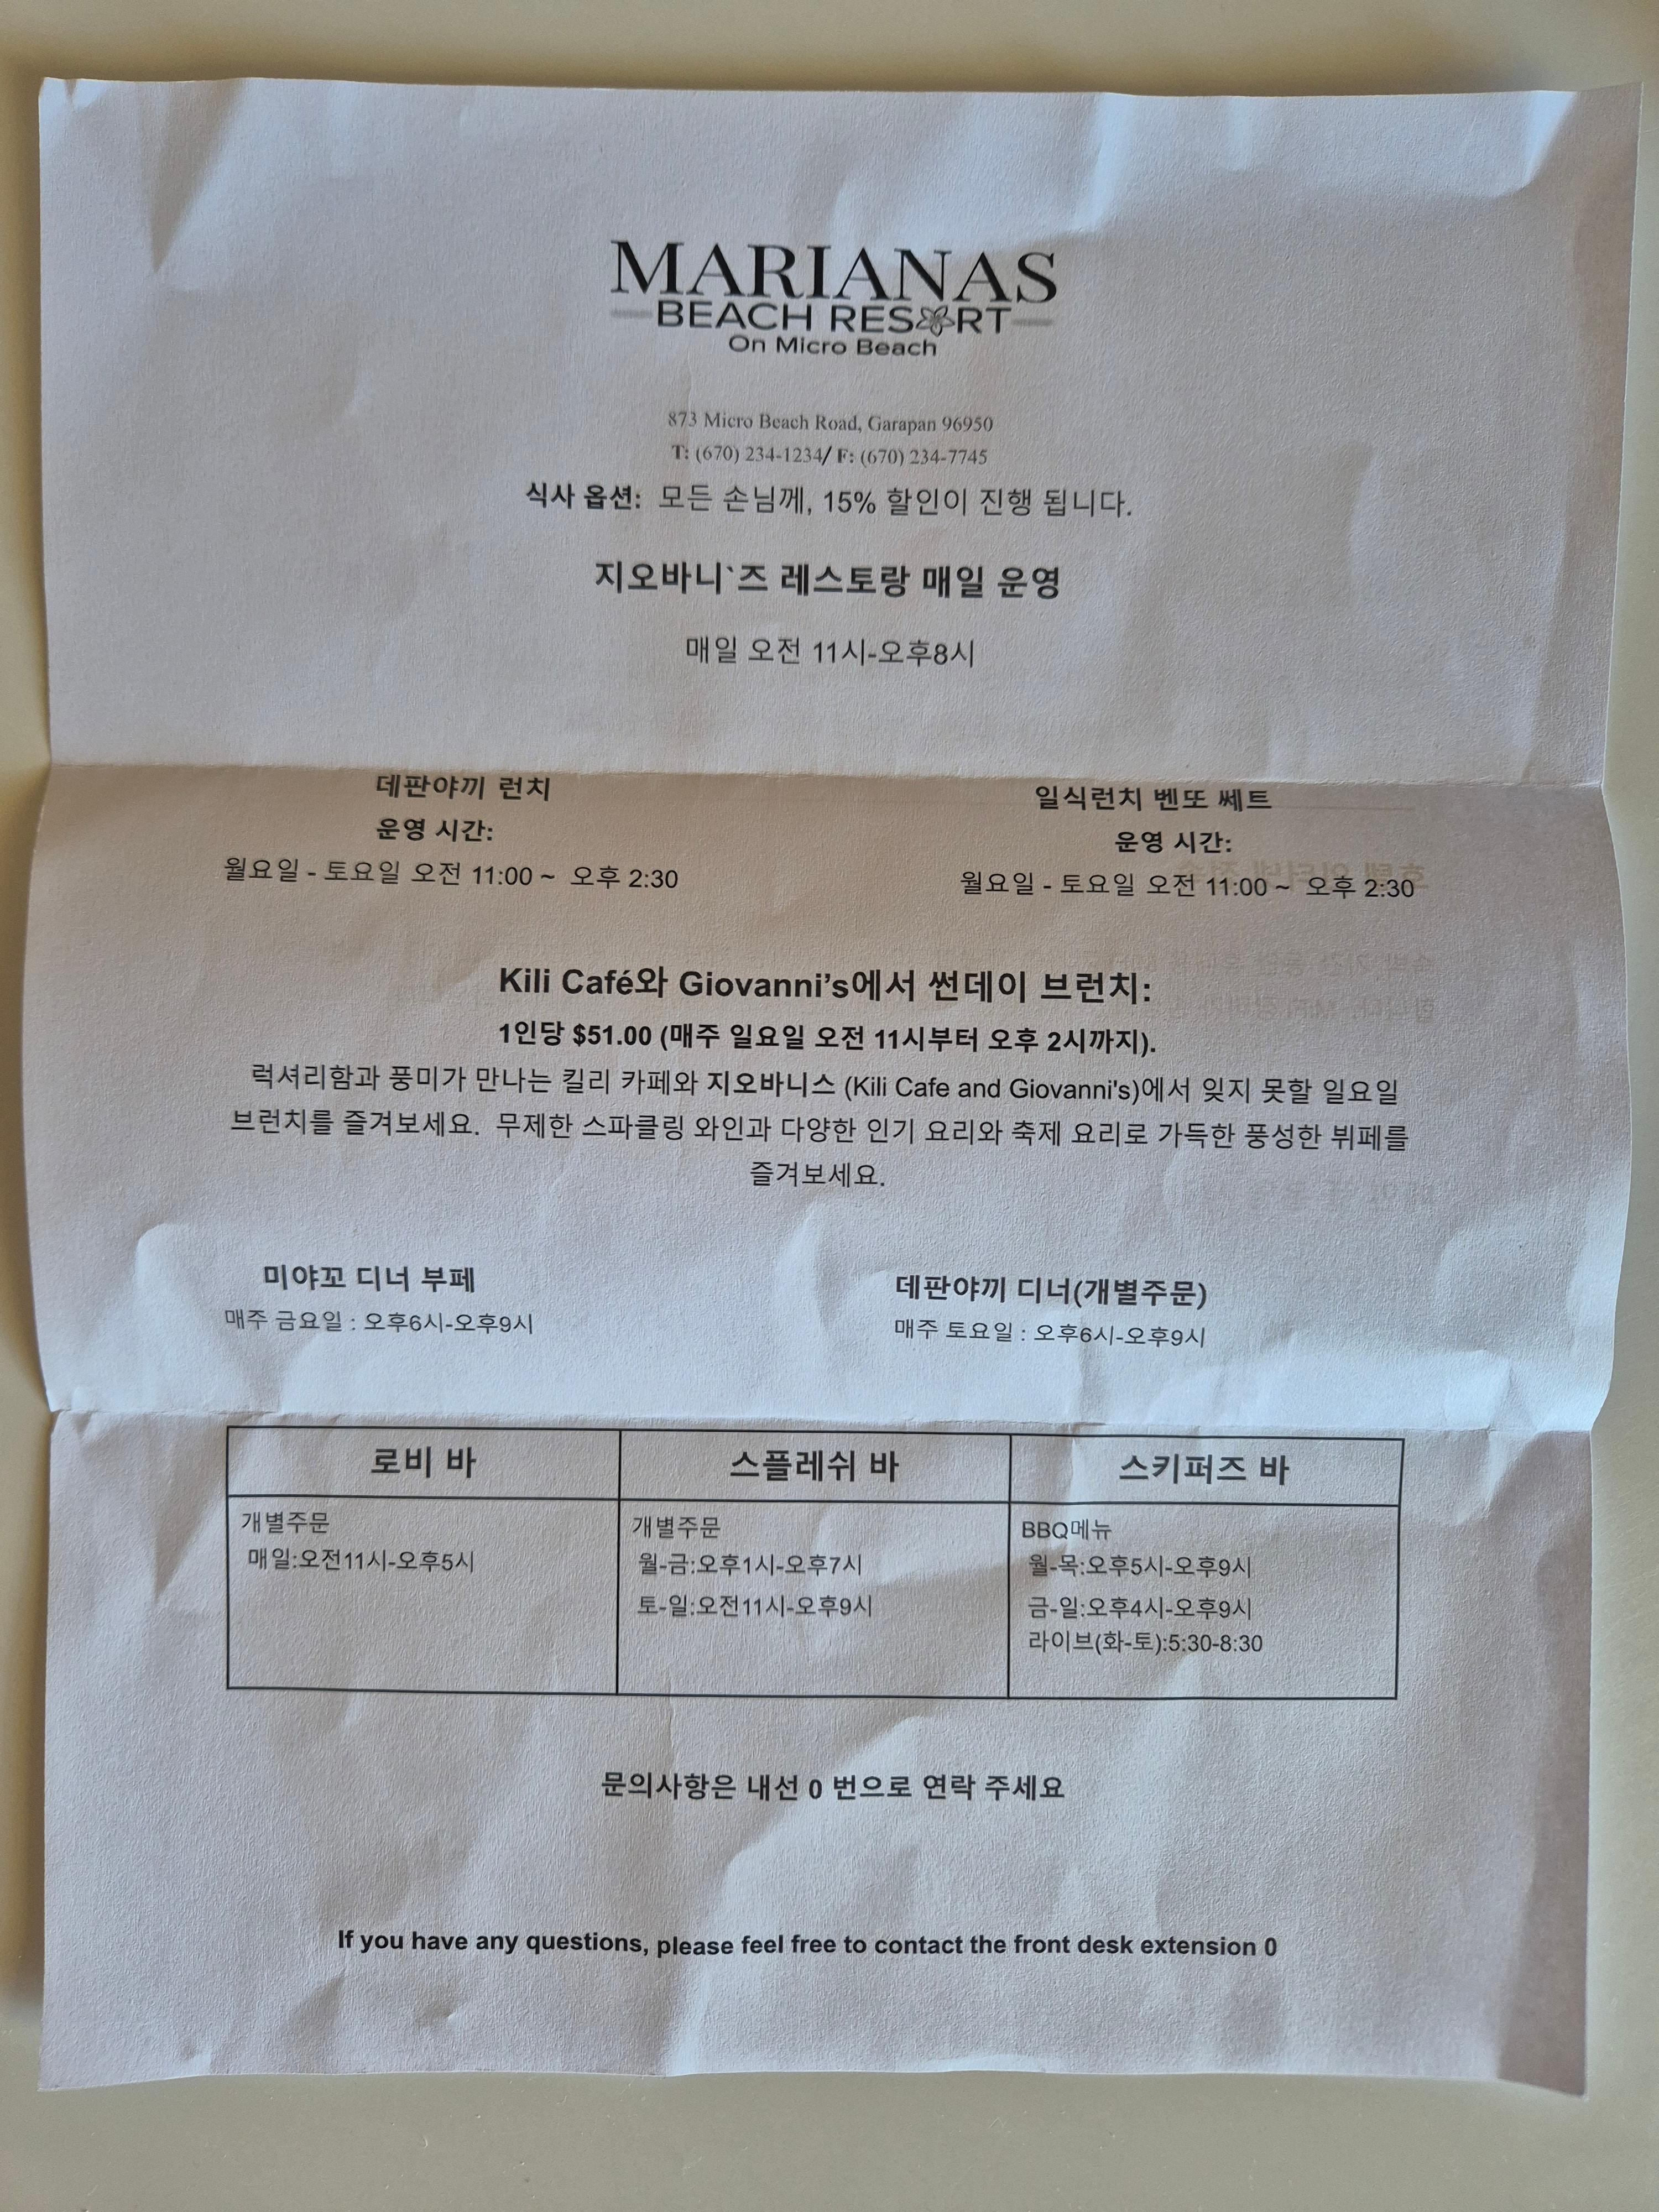 MARIANAS
BEACH RESORT
On Micro Beach
873 Micro Beach Road, Garapan 96950
T: (670) 234-1234/ F: (670) 234-7745
식사 옵션: 모든 손님께, 15% 할인이 진행 됩니다.
지오바니`즈 레스토랑 매일 운영
매일 오전 11시-오후8시
데판야끼 런치
운영 시간:
월요일 - 토요일 오전 11:00 ~ 오후 2:30
일식런치 벤또 쎄트
운영 시간:
월요일 - 토요일 오전 11:00 ~ 오후 2:30
Kili Café와 Giovanni’s에서 썬데이 브런치:
1인당 $51.00 (매주 일요일 오전 11시부터 오후 2시까지).
럭셔리함과 풍미가 만나는 킬리 카페와 지오바니스 (Kili Cafe and Giovanni's)에서 잊지 못할 일요일
브런치를 즐겨보세요. 무제한 스파클링 와인과 다양한 인기 요리와 축제 요리로 가득한 풍성한 뷔페를
즐겨보세요.
미야꼬 디너 부페
매주 금요일 : 오후6시-오후9시
데판야끼 디너(개별주문)
매주 토요일 : 오후6시-오후9시
로비 바
개별주문
매일:오전11시-오후5시
스플레쉬 바
개별주문
월-금:오후1시-오후7시
토-일:오전11시-오후9시
스키퍼즈 바
BBQ메뉴
월-목:오후5시-오후9시
금-일:오후4시-오후9시
라이브(화-토):5:30-8:30
문의사항은 내선 0 번으로 연락 주세요
If you have any questions, please feel free to contact the front desk extension 0